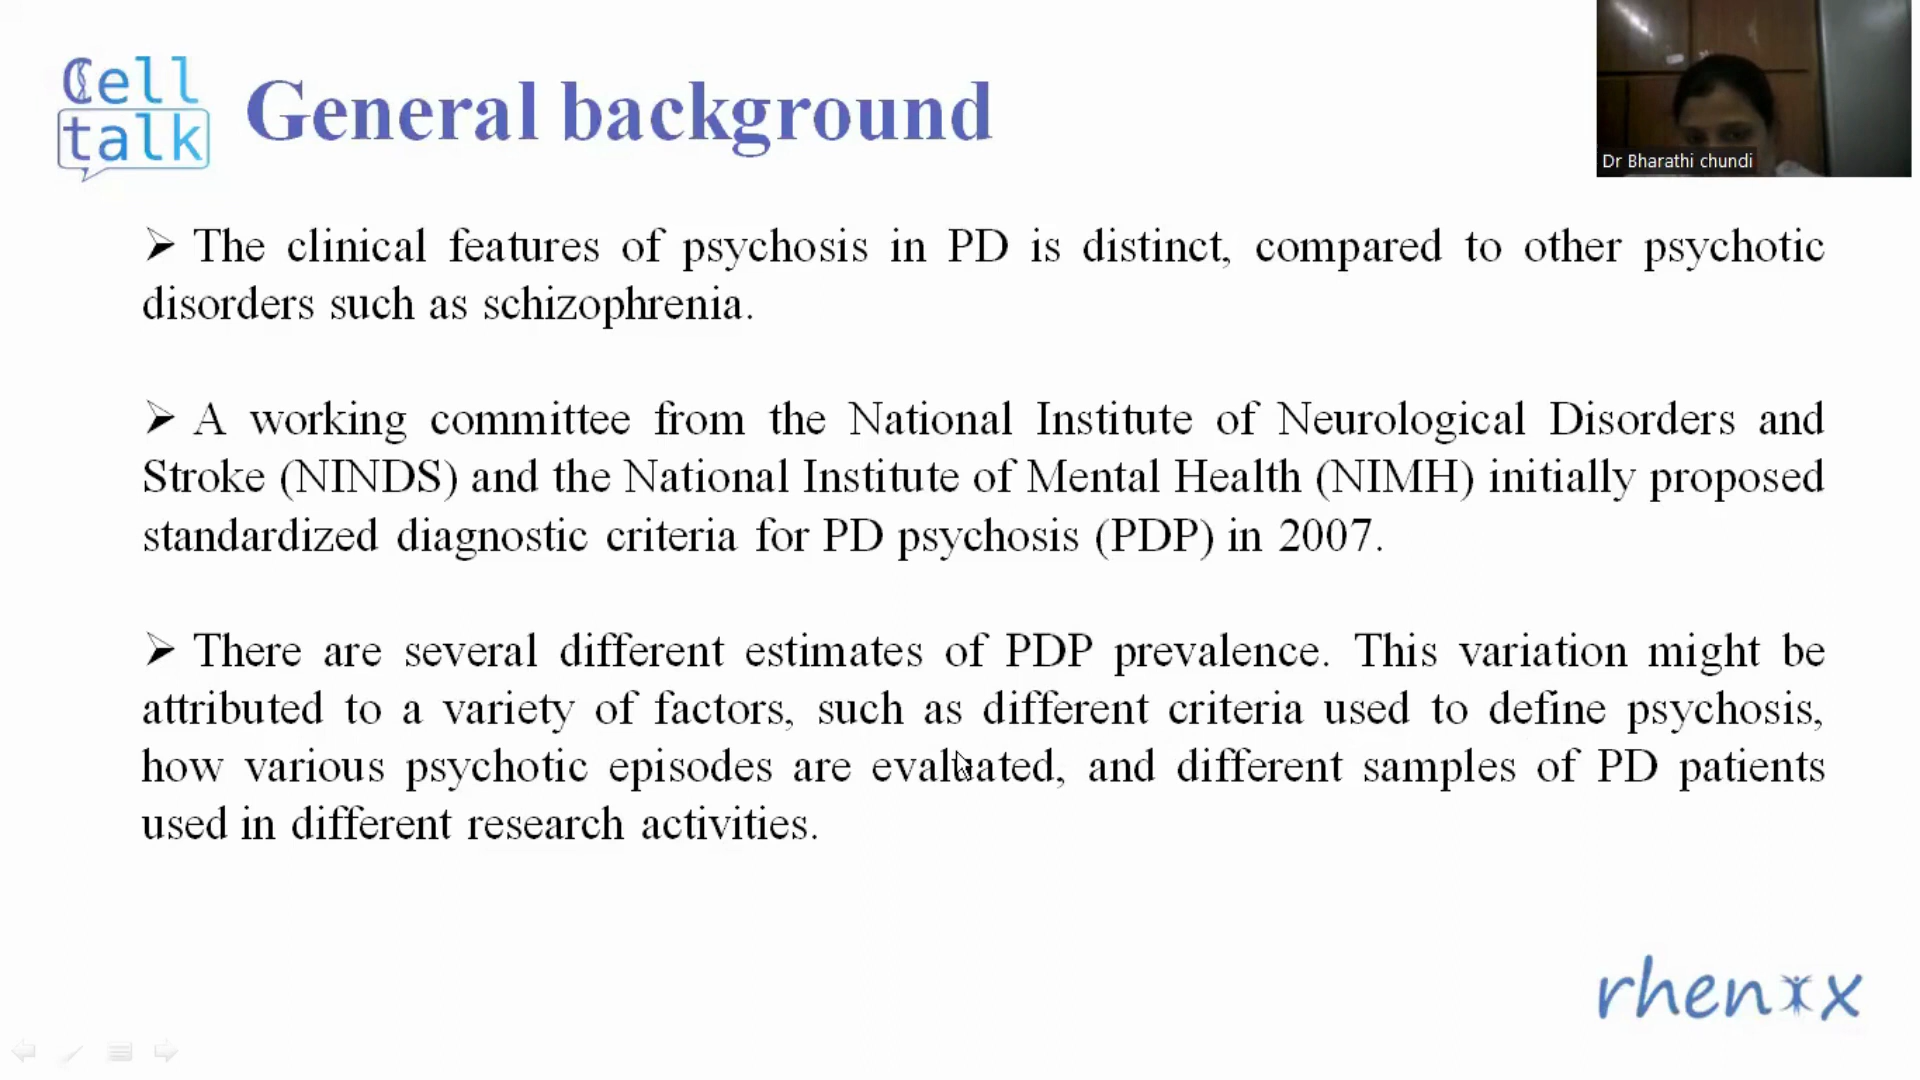 Cell
talk
General background
Dr Bharathi chundi
➢ The clinical features of psychosis in PD is distinct, compared to other psychotic
disorders such as schizophrenia.
➢ A working committee from the National Institute of Neurological Disorders and
Stroke (NINDS) and the National Institute of Mental Health (NIMH) initially proposed
standardized diagnostic criteria for PD psychosis (PDP) in 2007.
➢ There are several different estimates of PDP prevalence. This variation might be
attributed to a variety of factors, such as different criteria used to define psychosis,
how various psychotic episodes are evaluated, and different samples of PD patients
used in different research activities.
rhenix